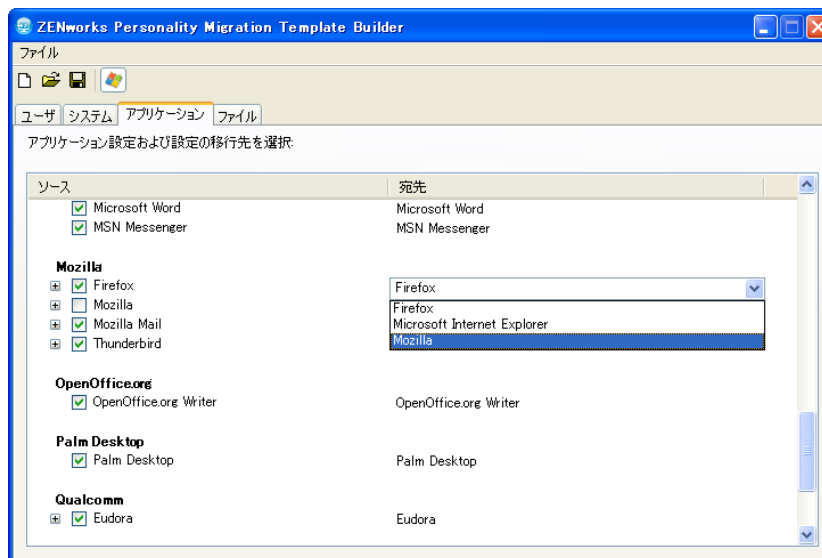 ZENworks Personality Migration Template Builder
ファイル
ユーザ システム アプリケーション ファイル
アプリケーション設定および設定の移行先を選択:
ソース 宛先
Microsoft Word Microsoft Word
MSN Messenger MSN Messenger
Mozilla
Firefox Firefox
Mozilla Firefox
Mozilla Mail Microsoft Internet Explorer
Thunderbird Mozilla
OpenOffice.org
OpenOffice.org Writer OpenOffice.org Writer
Palm Desktop
Palm Desktop Palm Desktop
Qualcomm
Eudora Eudora